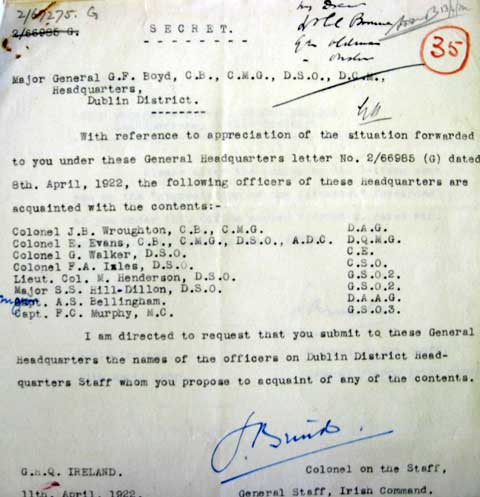 2/67275. G
2/66985 G.
S E C R E T.
35
Major General G.F. Boyd, C.B., C.M.G., D.S.O., D.C.M.,
Headquarters,
Dublin District.
With reference to appreciation of the situation forwarded
to you under these General Headquarters letter No. 2/66985 (G) dated
8th. April, 1922, the following officers of these Headquarters are
acquainted with the contents:-
Colonel J.B. Wroughton, C.B., C.M.G. D.A.G.
Colonel E. Evans, C.B., C.M.G., D.S.O., A.D.C. D.Q.M.G.
Colonel G. Walker, D.S.O. C.E.
Colonel F.A. Iles, D.S.O. C.S.O.
Lieut. Col. M. Henderson, D.S.O. G.S.O.2.
Major S.S. Hill-Dillon, D.S.O. G.S.O.2.
Capt. A.S. Bellingham. D.A.A.G.
Capt. F.C. Murphy, M.C. G.S.O.3.
I am directed to request that you submit to these General
Headquarters the names of the officers on Dublin District Head-
quarters Staff whom you propose to acquaint of any of the contents.
G.H.Q. IRELAND. Colonel on the Staff,
11th. April, 1922. General Staff, Irish Command.